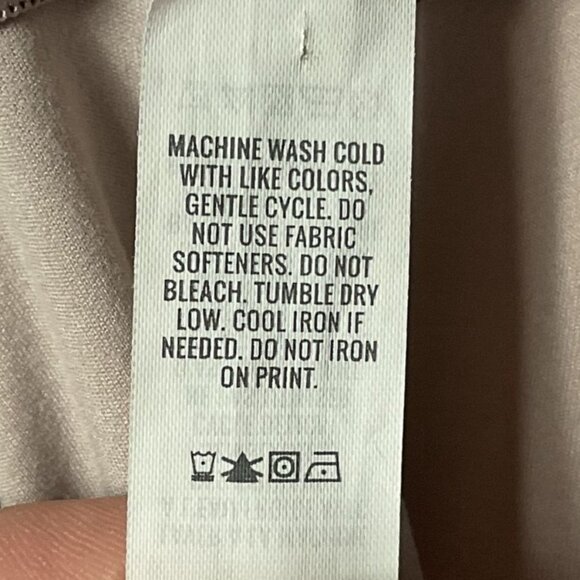 MACHINE WASH COLD
WITH LIKE COLORS,
GENTLE CYCLE. DO
NOT USE FABRIC
SOFTENERS. DO NOT
BLEACH. TUMBLE DRY
LOW. COOL IRON IF
NEEDED. DO NOT IRON
ON PRINT.